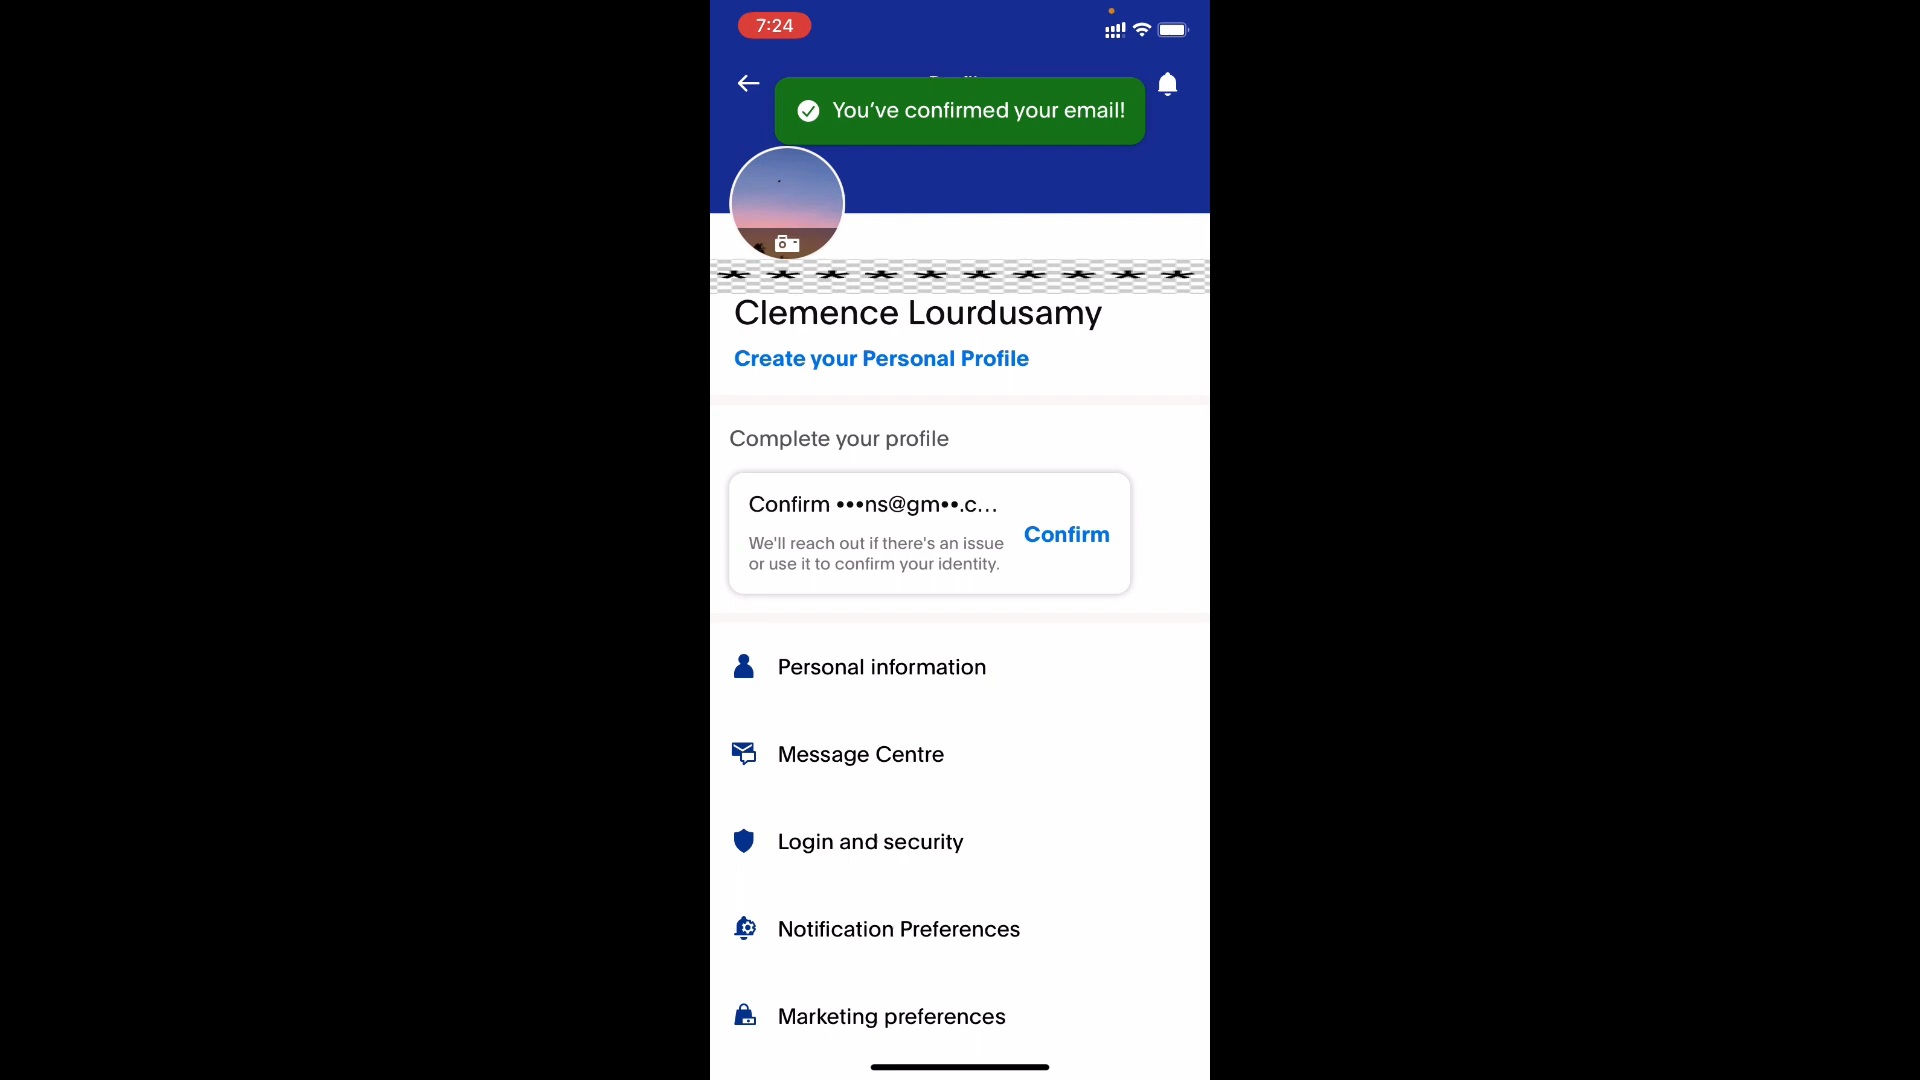 7:24
You’ve confirmed your email!
Clemence Lourdusamy
Create your Personal Profile
Complete your profile
Confirm •••ns@gm••.c...
We'll reach out if there's an issue
or use it to confirm your identity.
Confirm
Personal information
Message Centre
Login and security
Notification Preferences
Marketing preferences